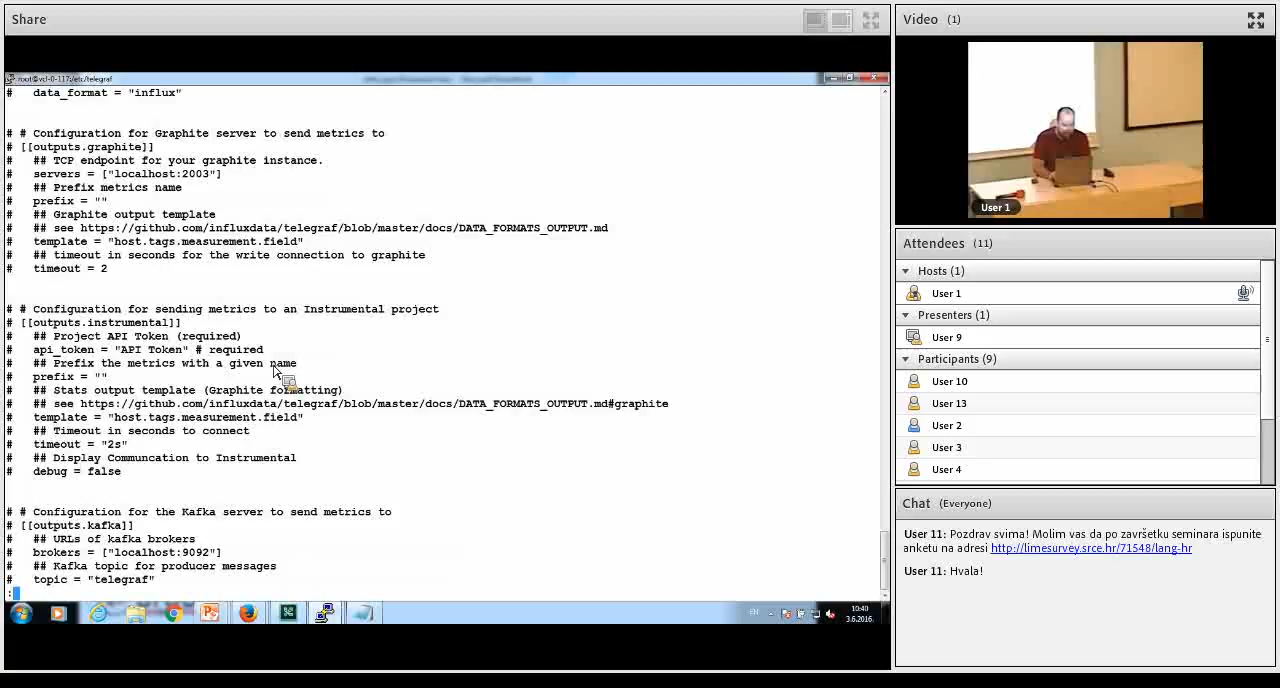 Share
root@vcl-0-117:/etc/telegraf
#   data_format = "influx"
# # Configuration for Graphite server to send metrics to
# [[outputs.graphite]]
#   ## TCP endpoint for your graphite instance.
#   servers = ["localhost:2003"]
#   ## Prefix metrics name
#   prefix = ""
#   ## Graphite output template
#   ## see https://github.com/influxdata/telegraf/blob/master/docs/DATA_FORMATS_OUTPUT.md
#   template = "host.tags.measurement.field"
#   ## timeout in seconds for the write connection to graphite
#   timeout = 2
# # Configuration for sending metrics to an Instrumental project
# [[outputs.instrumental]]
#   ## Project API Token (required)
#   api_token = "API Token" # required
#   ## Prefix the metrics with a given name
#   prefix = ""
#   ## Stats output template (Graphite formatting)
#   ## see https://github.com/influxdata/telegraf/blob/master/docs/DATA_FORMATS_OUTPUT.md#graphite
#   template = "host.tags.measurement.field"
#   ## Timeout in seconds to connect
#   timeout = "2s"
#   ## Display Communcation to Instrumental
#   debug = false
# # Configuration for the Kafka server to send metrics to
# [[outputs.kafka]]
#   ## URLs of kafka brokers
#   brokers = ["localhost:9092"]
#   ## Kafka topic for producer messages
#   topic = "telegraf"
:
EN
10:40
3.6.2016.
Video (1)
User 1
Attendees (11)
Hosts (1)
User 1
Presenters (1)
User 9
Participants (9)
User 10
User 13
User 2
User 3
User 4
Chat (Everyone)
User 11: Pozdrav svima! Molim vas da po završetku seminara ispunite
anketu na adresi http://limesurvey.srce.hr/71548/lang-hr
User 11: Hvala!